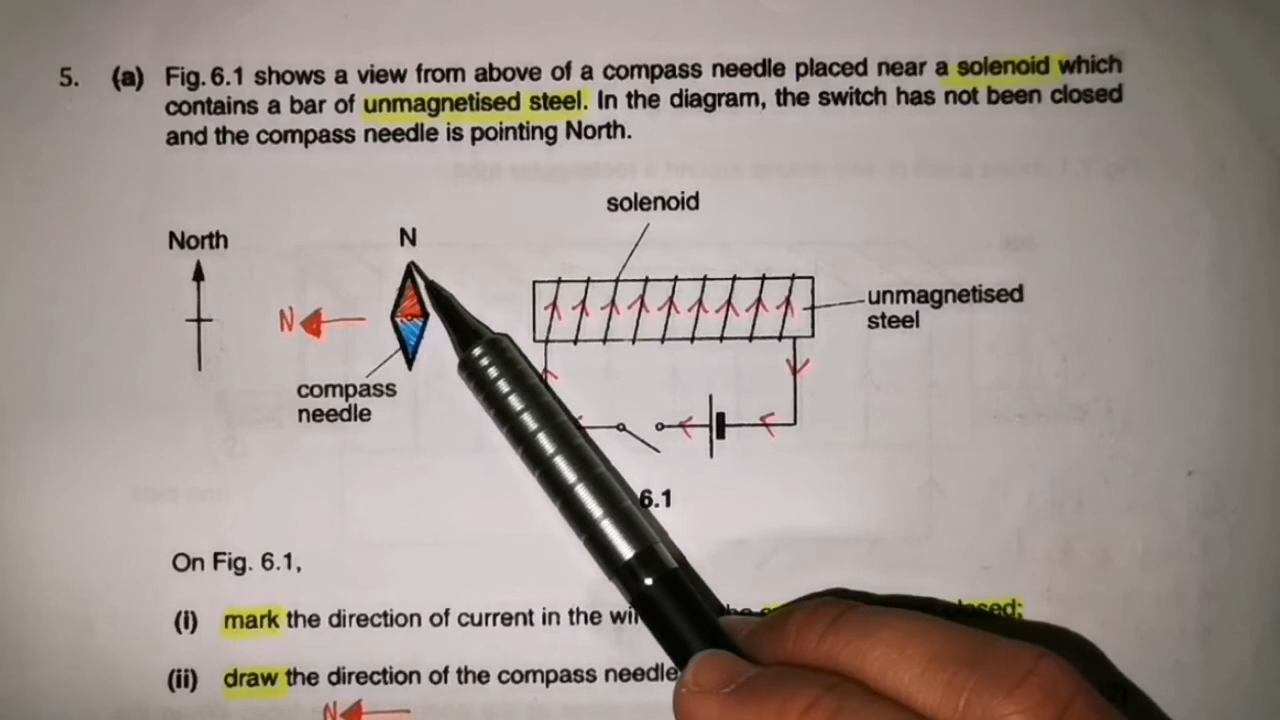 5. (a) Fig. 6.1 shows a view from above of a compass needle placed near a solenoid which
contains a bar of unmagnetised steel. In the diagram, the switch has not been closed
and the compass needle is pointing North.
solenoid
North
N
unmagnetised
steel
N
compass
needle
6.1
On Fig. 6.1,
(i) mark the direction of current in the
(ii) draw the direction of the compass needle
N